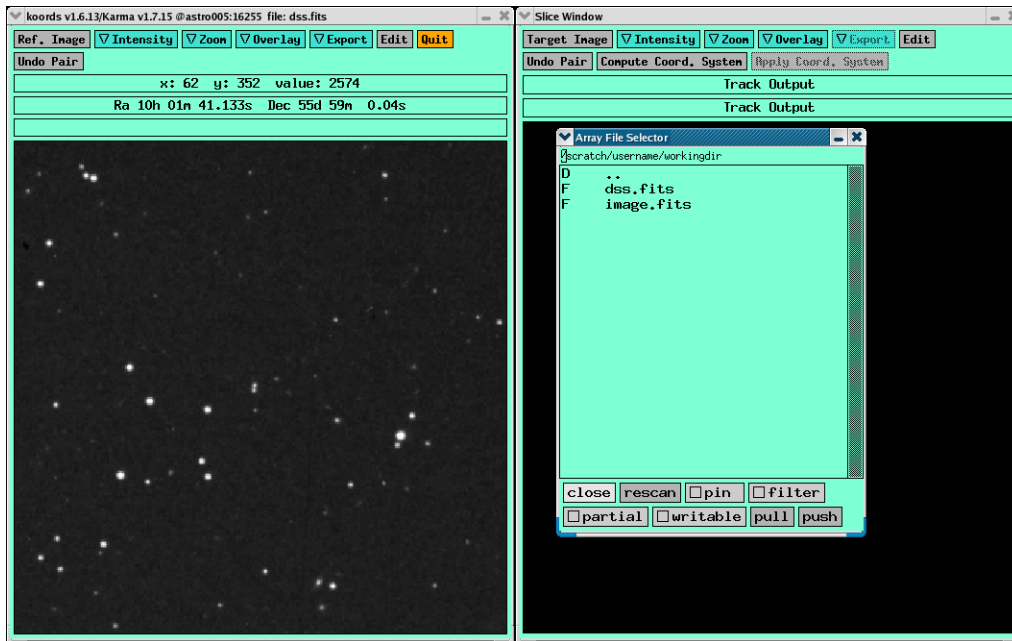 koords v1.6.13/Karma v1.7.15 @astro005:16255 file: dss.fits
Ref. Image ▽ Intensity ▽ Zoom ▽ Overlay ▽ Export Edit Quit
Undo Pair
x: 62 y: 352 value: 2574
Ra 10h 01m 41.133s Dec 55d 59m 0.04s
Slice Window
Target Image ▽ Intensity ▽ Zoom ▽ Overlay ▽ Export Edit
Undo Pair Compute Coord. System Apply Coord. System
Track Output
Track Output
Array File Selector
/scratch/username/workingdir
D ..
F dss.fits
F image.fits
close rescan pin filter
partial writable pull push